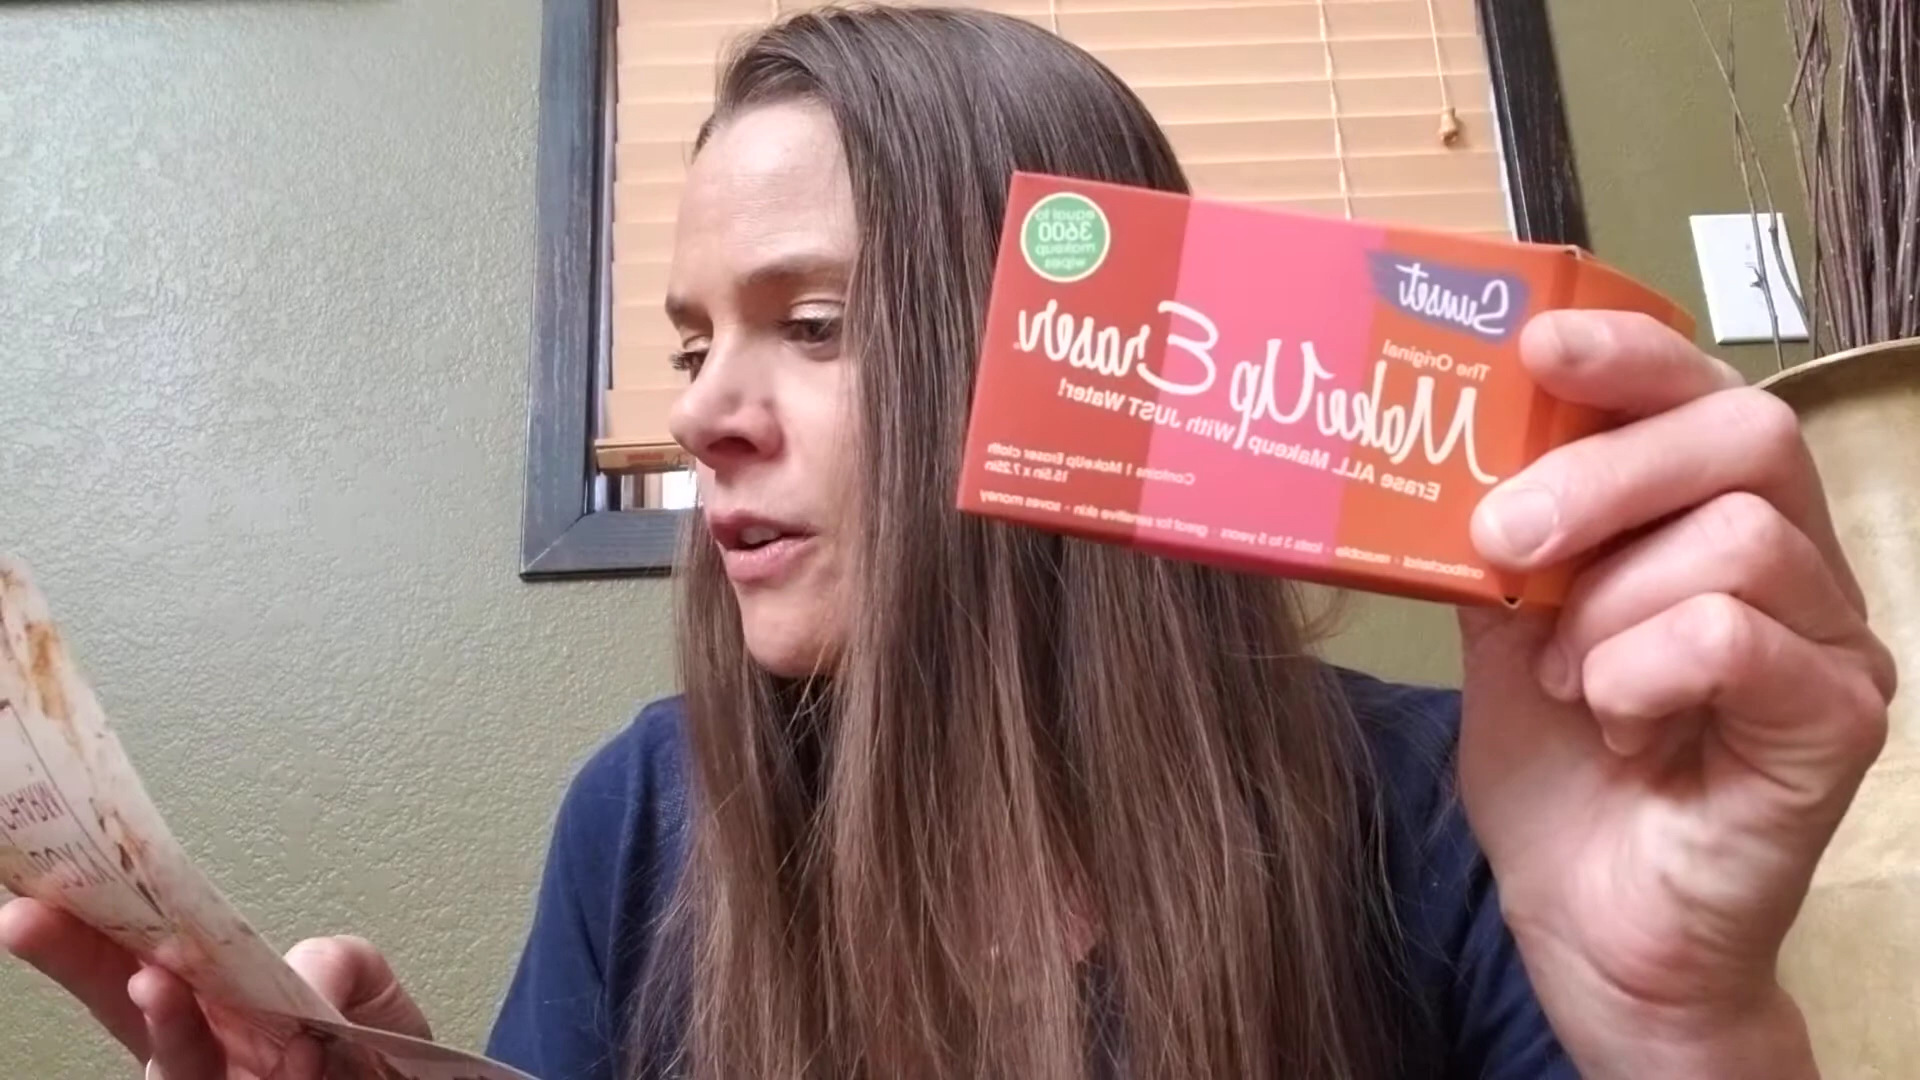 equal to
3600
makeup
wipes
Sunset
The Original
MakeUp Eraser®
Erase ALL Makeup With JUST Water!
Contains 1 MakeUp Eraser cloth
15.5in x 7.25in
antibacterial • reusable • lasts 3 to 5 years • great for sensitive skin • saves money